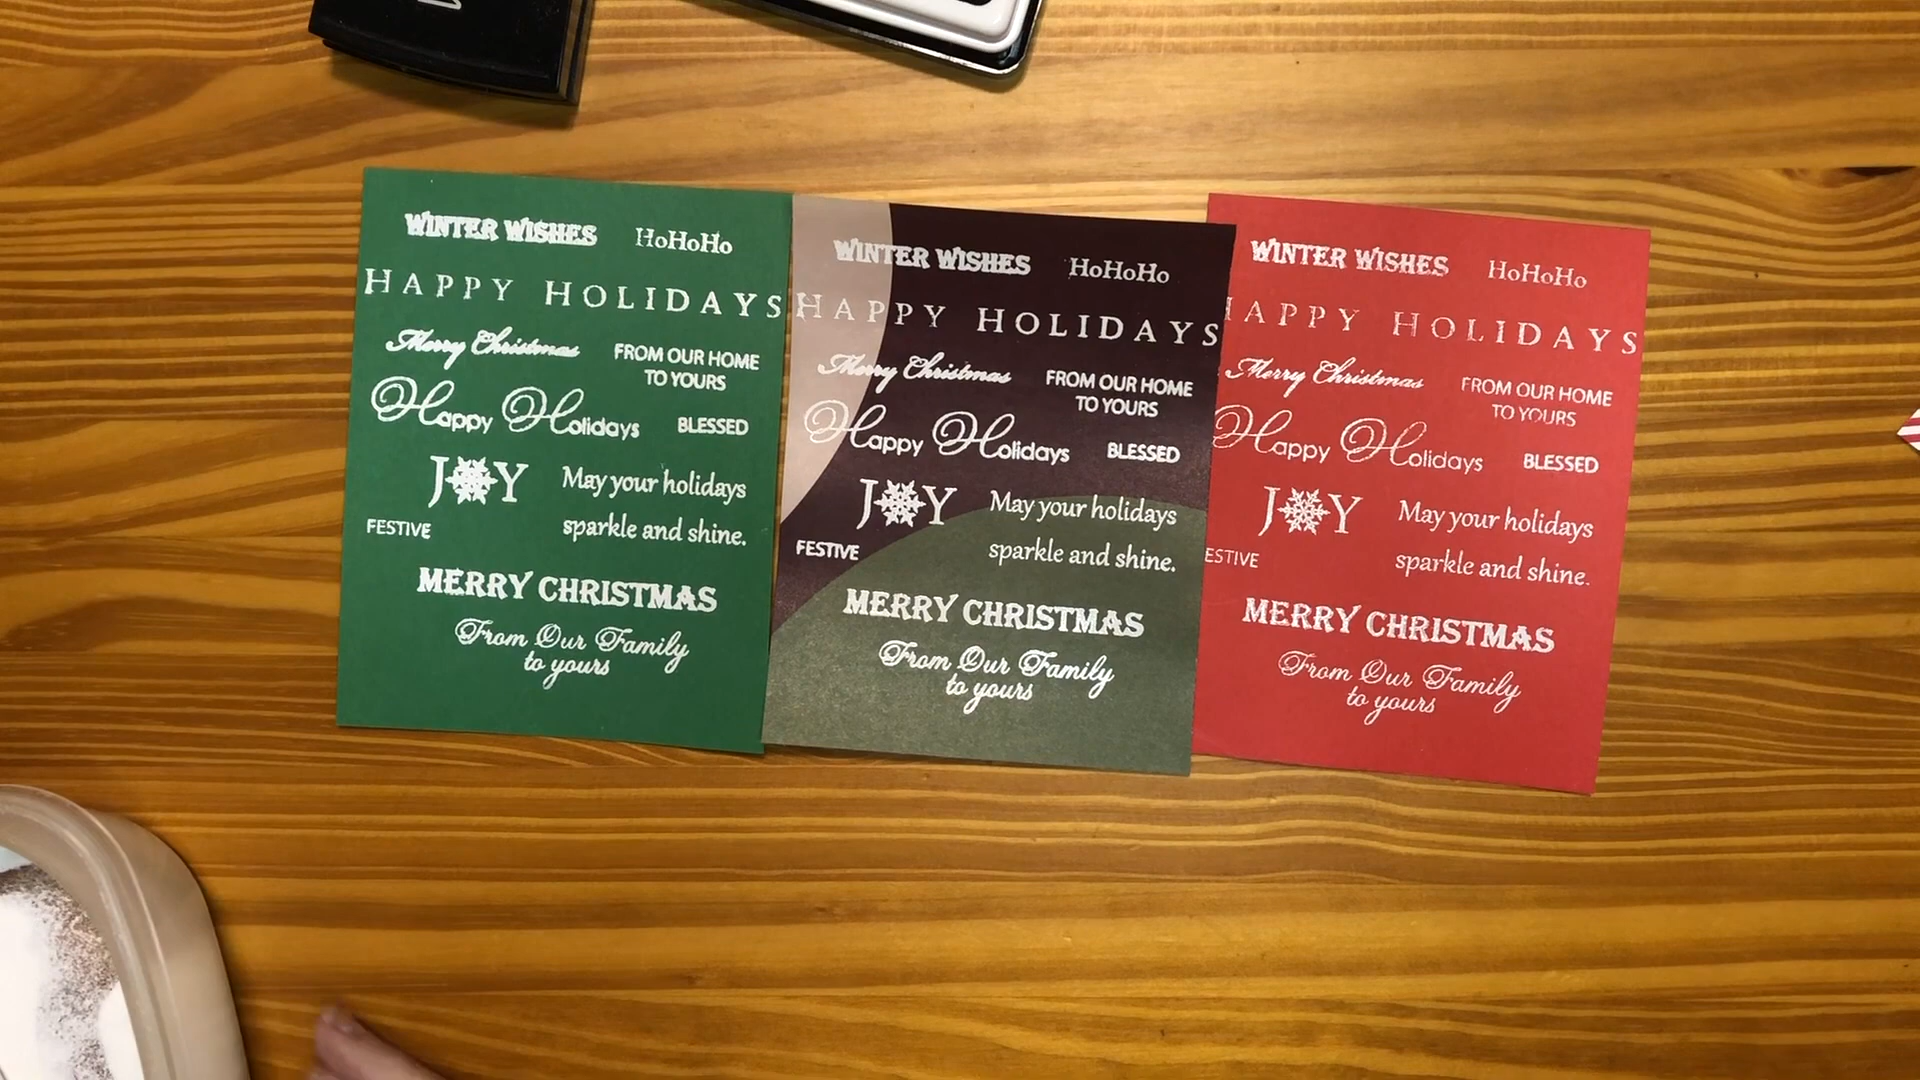 WINTER WISHES HoHoHo
HAPPY HOLIDAYS
Merry Christmas FROM OUR HOME
TO YOURS
Happy Holidays BLESSED
JOY May your holidays
sparkle and shine.
FESTIVE
MERRY CHRISTMAS
From Our Family
to yours
WINTER WISHES HoHoHo
HAPPY HOLIDAYS
Merry Christmas FROM OUR HOME
TO YOURS
Happy Holidays BLESSED
JOY May your holidays
sparkle and shine.
FESTIVE
MERRY CHRISTMAS
From Our Family
to yours
WINTER WISHES HoHoHo
HAPPY HOLIDAYS
Merry Christmas FROM OUR HOME
TO YOURS
Happy Holidays BLESSED
JOY May your holidays
sparkle and shine.
ESTIVE
MERRY CHRISTMAS
From Our Family
to yours